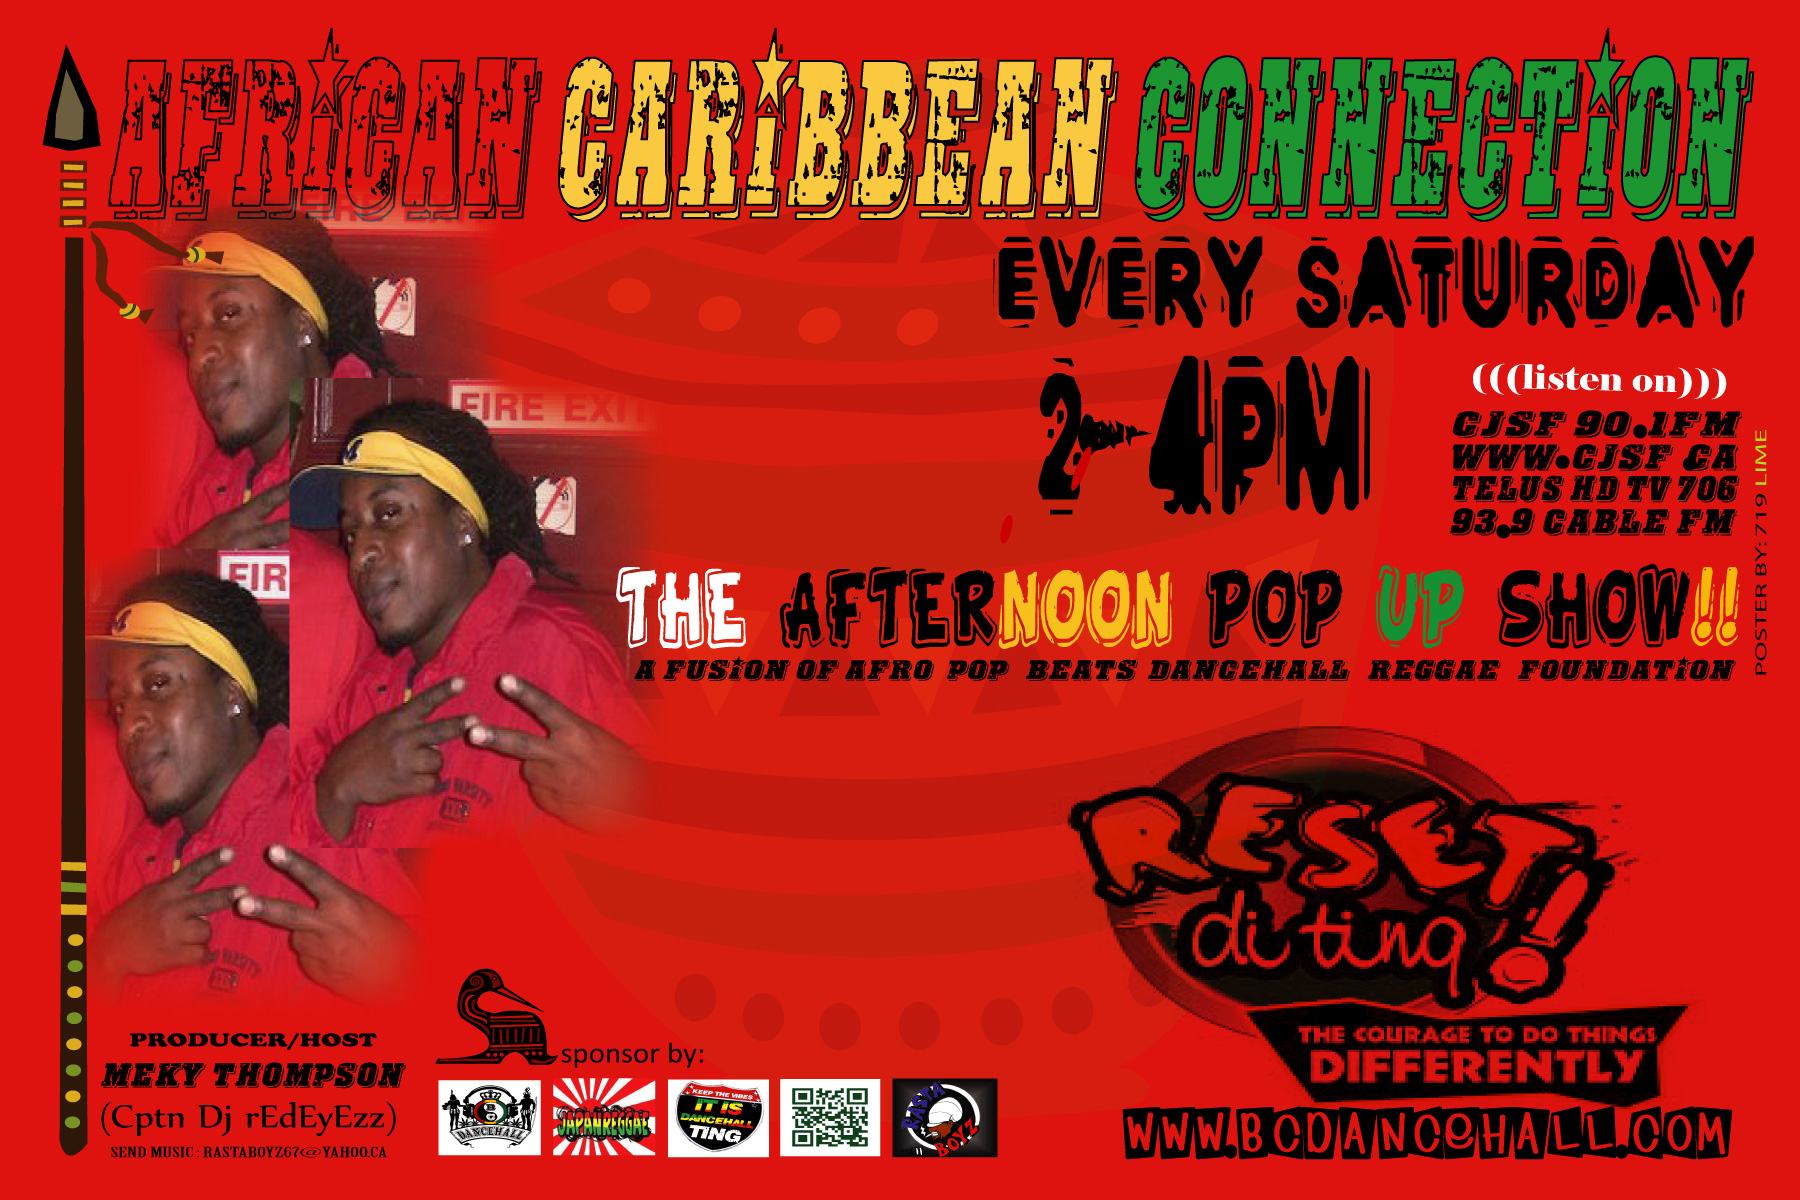 AFRiCAN CARiBBEAN CONNECTiON
EVERY SATURDAY
2-4PM
(((listen on)))
CJSF 90.1FM
WWW.CJSF.CA
TELUS HD TV 706
93.9 CABLE FM
POSTER BY: 719 LIME
THE AFTERNOON POP UP SHOW!!
A FUSiON OF AFRO POP BEATS DANCEHALL REGGAE FOUNDATiON
FIRE EXIT
FIR
RESET
di ting!
THE COURAGE TO DO THINGS
DIFFERENTLY
WWW.BCDANCEHALL.COM
PRODUCER/HOST
MEKY THOMPSON
(Cptn Dj rEdEyEzz)
SEND MUSIC : RASTABOYZ67@YAHOO.CA
sponsor by:
BC
DANCEHALL
JAPANREGGAE
KEEP THE VIBES
IT IS
DANCEHALL
TING
RASTA
BOYZ